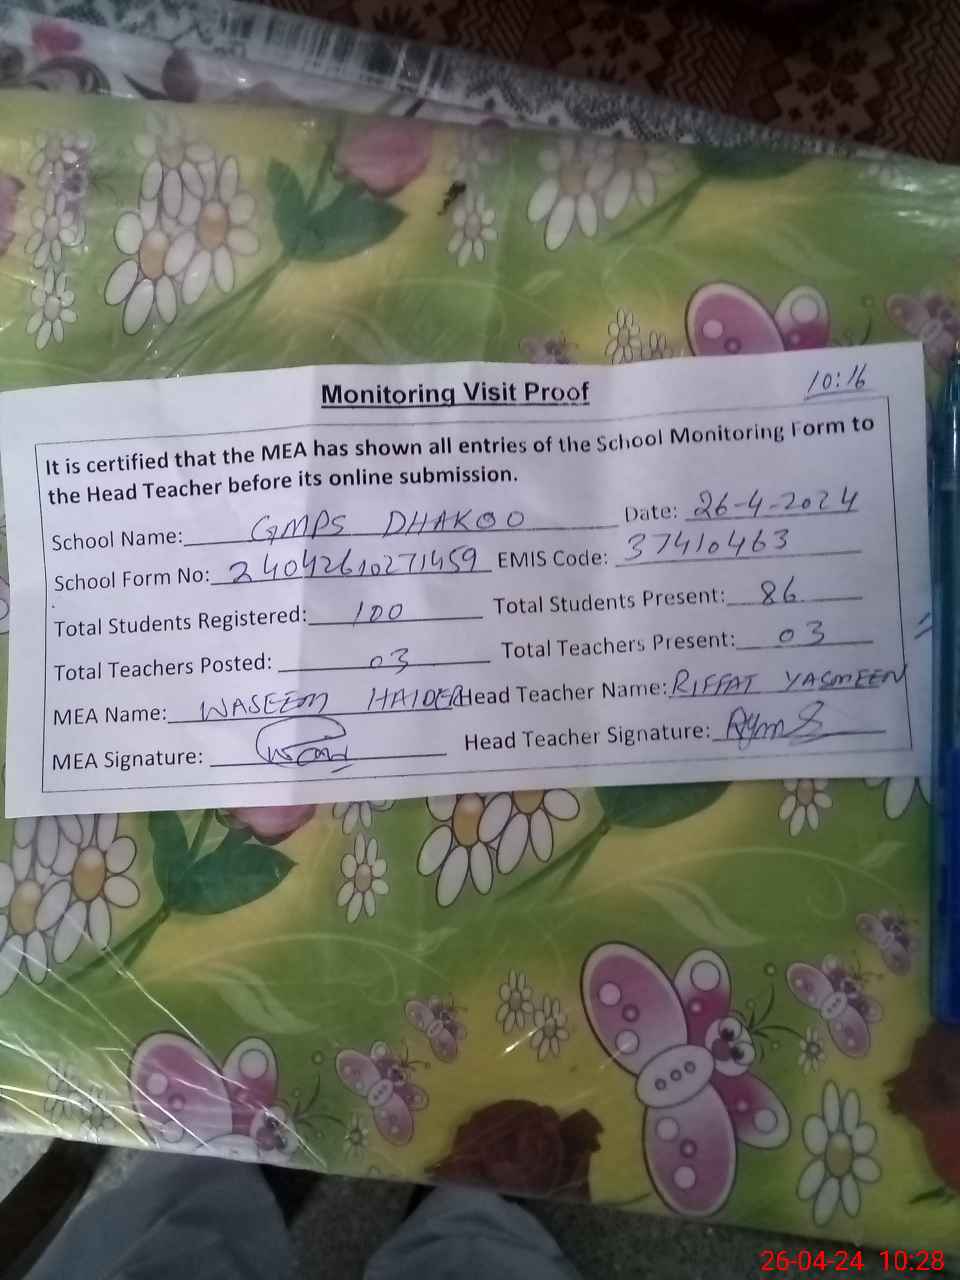 Monitoring Visit Proof
10:16
It is certified that the MEA has shown all entries of the School Monitoring Form to
the Head Teacher before its online submission.
School Name: GMPS DHAKOO Date: 26-4-2024
School Form No: 24042610271459 EMIS Code: 37410463
Total Students Registered: 100 Total Students Present: 86
Total Teachers Posted: 03 Total Teachers Present: 03
MEA Name: WASEEM HAIDER Head Teacher Name: RIFFAT YASMEEN
MEA Signature: Head Teacher Signature:
26-04-24 10:28